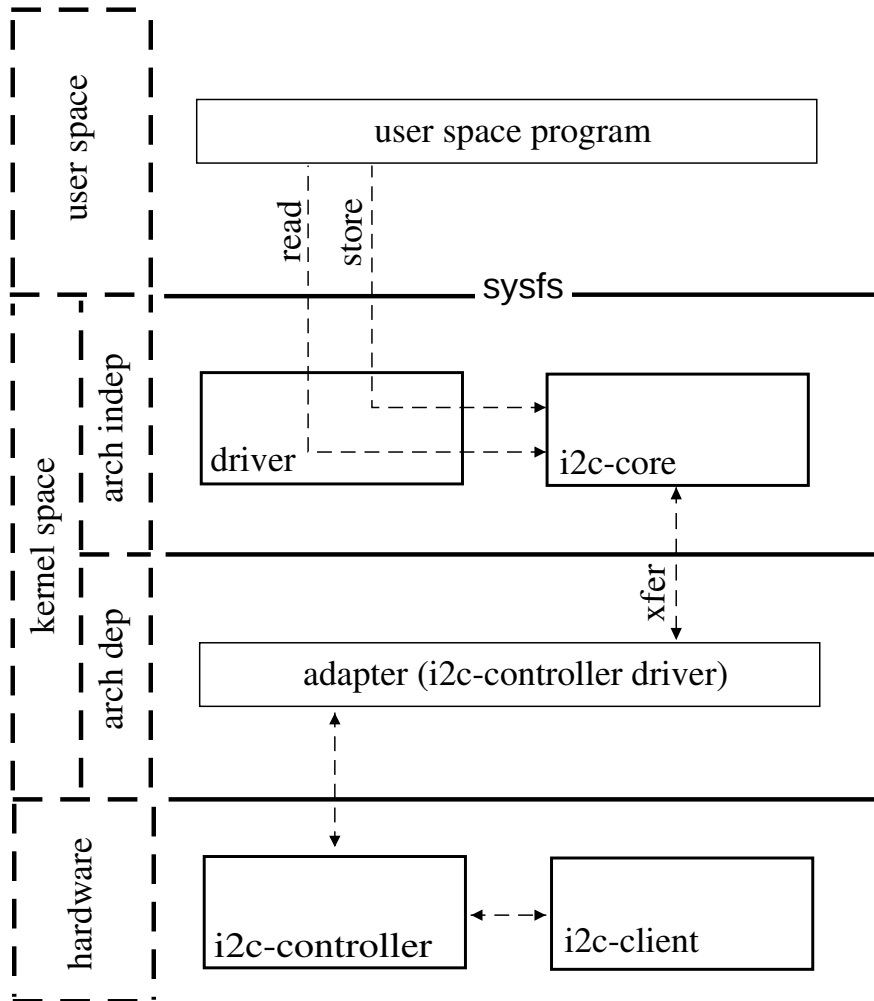 user space
user space program
read
store
sysfs
kernel space
arch indep
driver
i2c-core
xfer
arch dep
adapter (i2c-controller driver)
hardware
i2c-controller
i2c-client